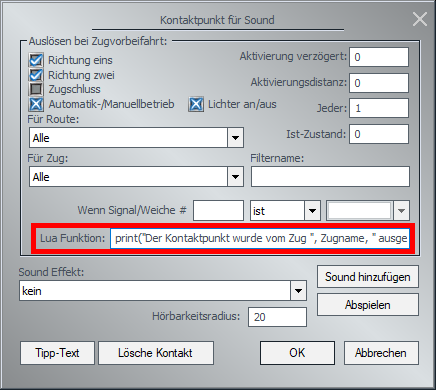 Kontaktpunkt für Sound
Auslösen bei Zugvorbeifahrt:
Richtung eins
Richtung zwei
Zugschluss
Automatik-/Manuellbetrieb
Lichter an/aus
Aktivierung verzögert: 0
Aktivierungsdistanz: 0
Jeder: 1
Ist-Zustand: 0
Für Route:
Alle
Für Zug:
Alle
Filtername:
Wenn Signal/Weiche #
ist
Lua Funktion: print("Der Kontaktpunkt wurde vom Zug ", Zugname, " ausge
Sound Effekt:
kein
Sound hinzufügen
Abspielen
Hörbarkeitsradius: 20
Tipp-Text
Lösche Kontakt
OK
Abbrechen